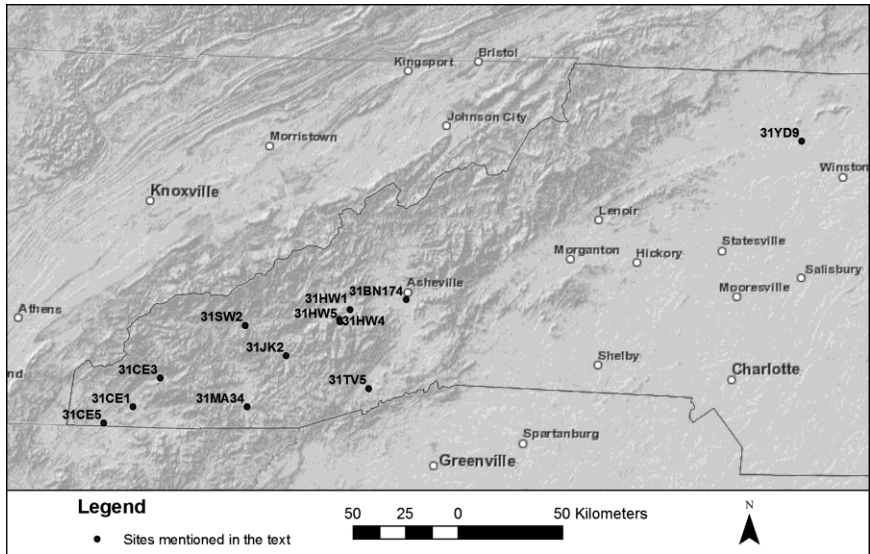 Bristol
Kingsport
Johnson City
31YD9
Morristown
Winston
Knoxville
Lenoir
Statesville
Morganton
Hickory
Salisbury
Asheville
31BN174
Mooresville
31HW1
Athens
31HW5
31HW4
31SW2
31JK2
Shelby
nd
31CE3
Charlotte
31TV5
31CE1
31MA34
31CE5
Spartanburg
Greenville
Legend
Sites mentioned in the text
50 25 0 50 Kilometers
N